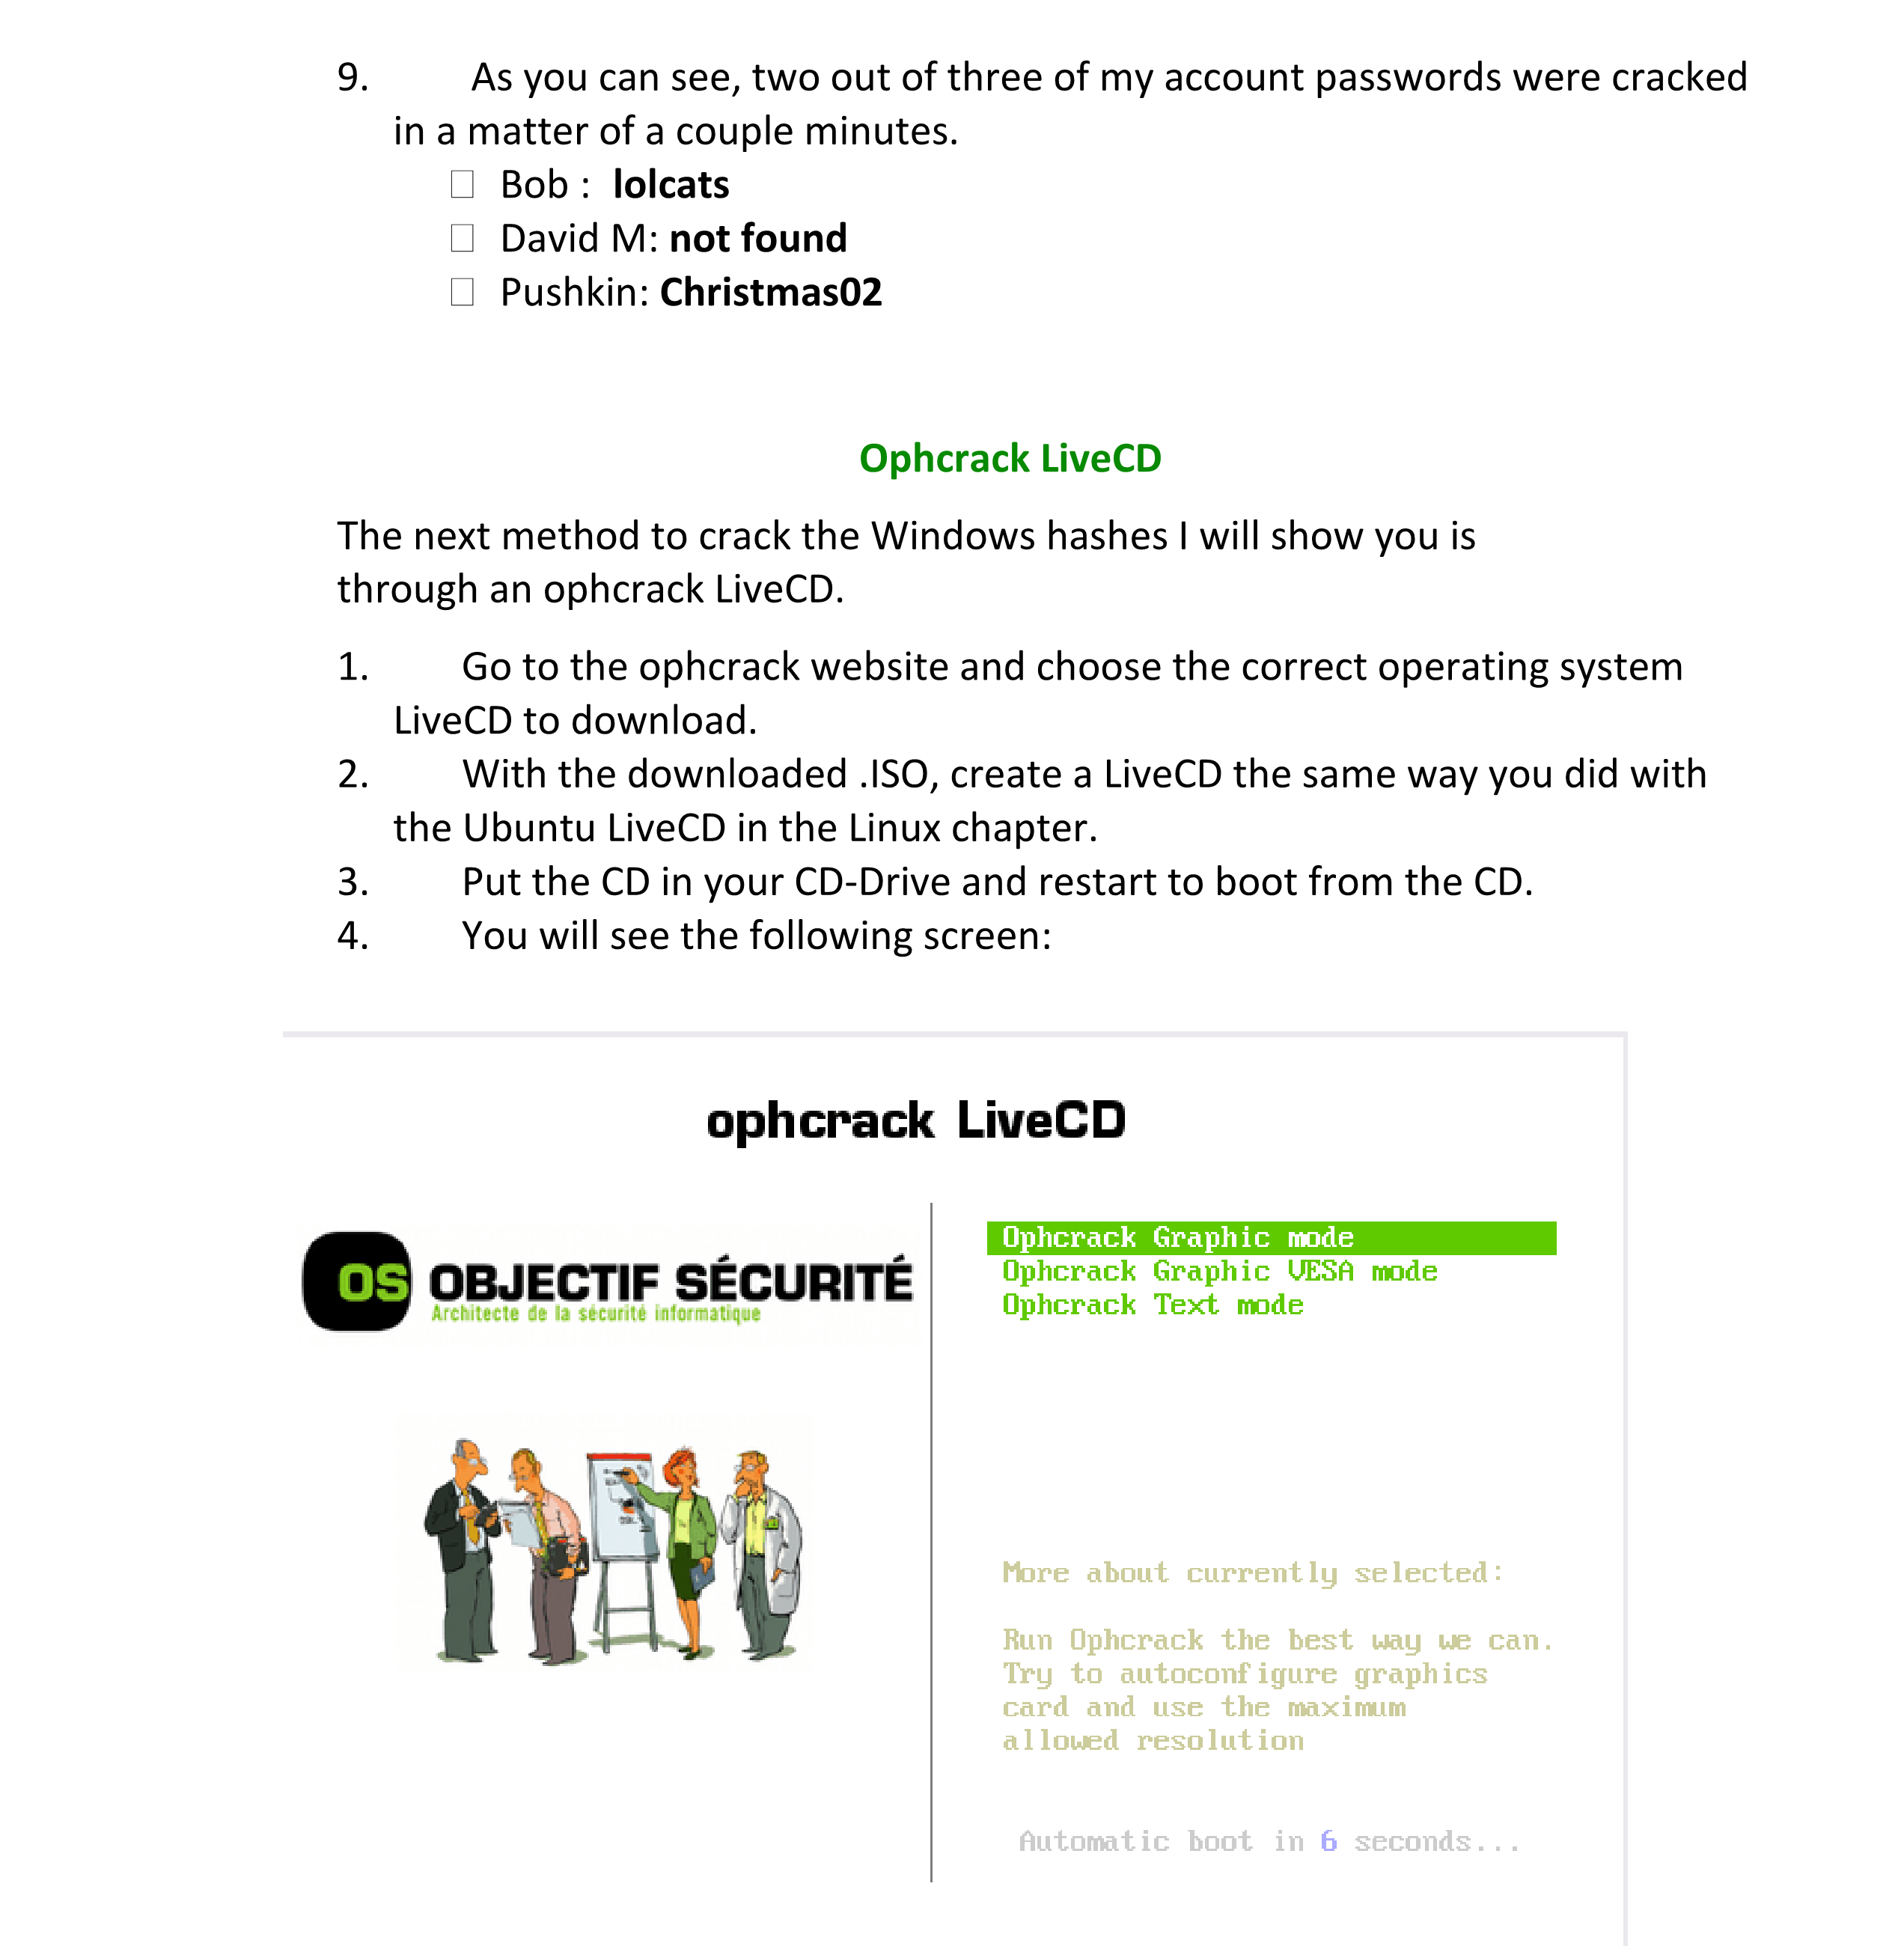 9. As you can see, two out of three of my account passwords were cracked
in a matter of a couple minutes.
Bob : lolcats
David M: not found
Pushkin: Christmas02
Ophcrack LiveCD
The next method to crack the Windows hashes I will show you is
through an ophcrack LiveCD.
1. Go to the ophcrack website and choose the correct operating system
LiveCD to download.
2. With the downloaded .ISO, create a LiveCD the same way you did with
the Ubuntu LiveCD in the Linux chapter.
3. Put the CD in your CD-Drive and restart to boot from the CD.
4. You will see the following screen:
ophcrack LiveCD
OS OBJECTIF SÉCURITÉ
Architecte de la sécurité informatique
Ophcrack Graphic mode
Ophcrack Graphic VESA mode
Ophcrack Text mode
More about currently selected:
Run Ophcrack the best way we can.
Try to autoconfigure graphics
card and use the maximum
allowed resolution
Automatic boot in 6 seconds...